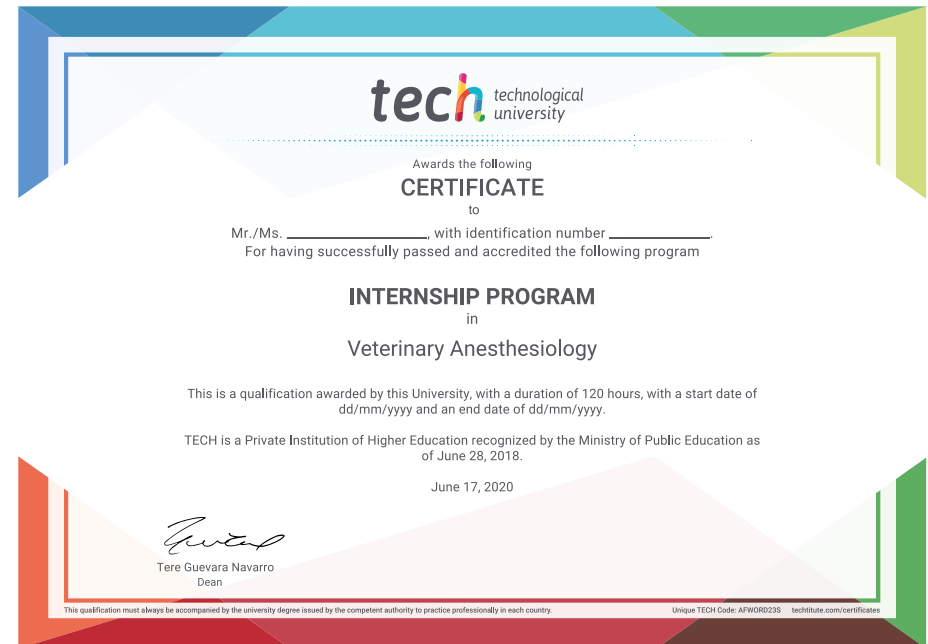 tech technological
university
Awards the following
CERTIFICATE
to
Mr./Ms. ____________________, with identification number ______________.
For having successfully passed and accredited the following program
INTERNSHIP PROGRAM
in
Veterinary Anesthesiology
This is a qualification awarded by this University, with a duration of 120 hours, with a start date of
dd/mm/yyyy and an end date of dd/mm/yyyy.
TECH is a Private Institution of Higher Education recognized by the Ministry of Public Education as
of June 28, 2018.
June 17, 2020
Tere Guevara Navarro
Dean
This qualification must always be accompanied by the university degree issued by the competent authority to practice professionally in each country.
Unique TECH Code: AFWORD23S techtitute.com/certificates